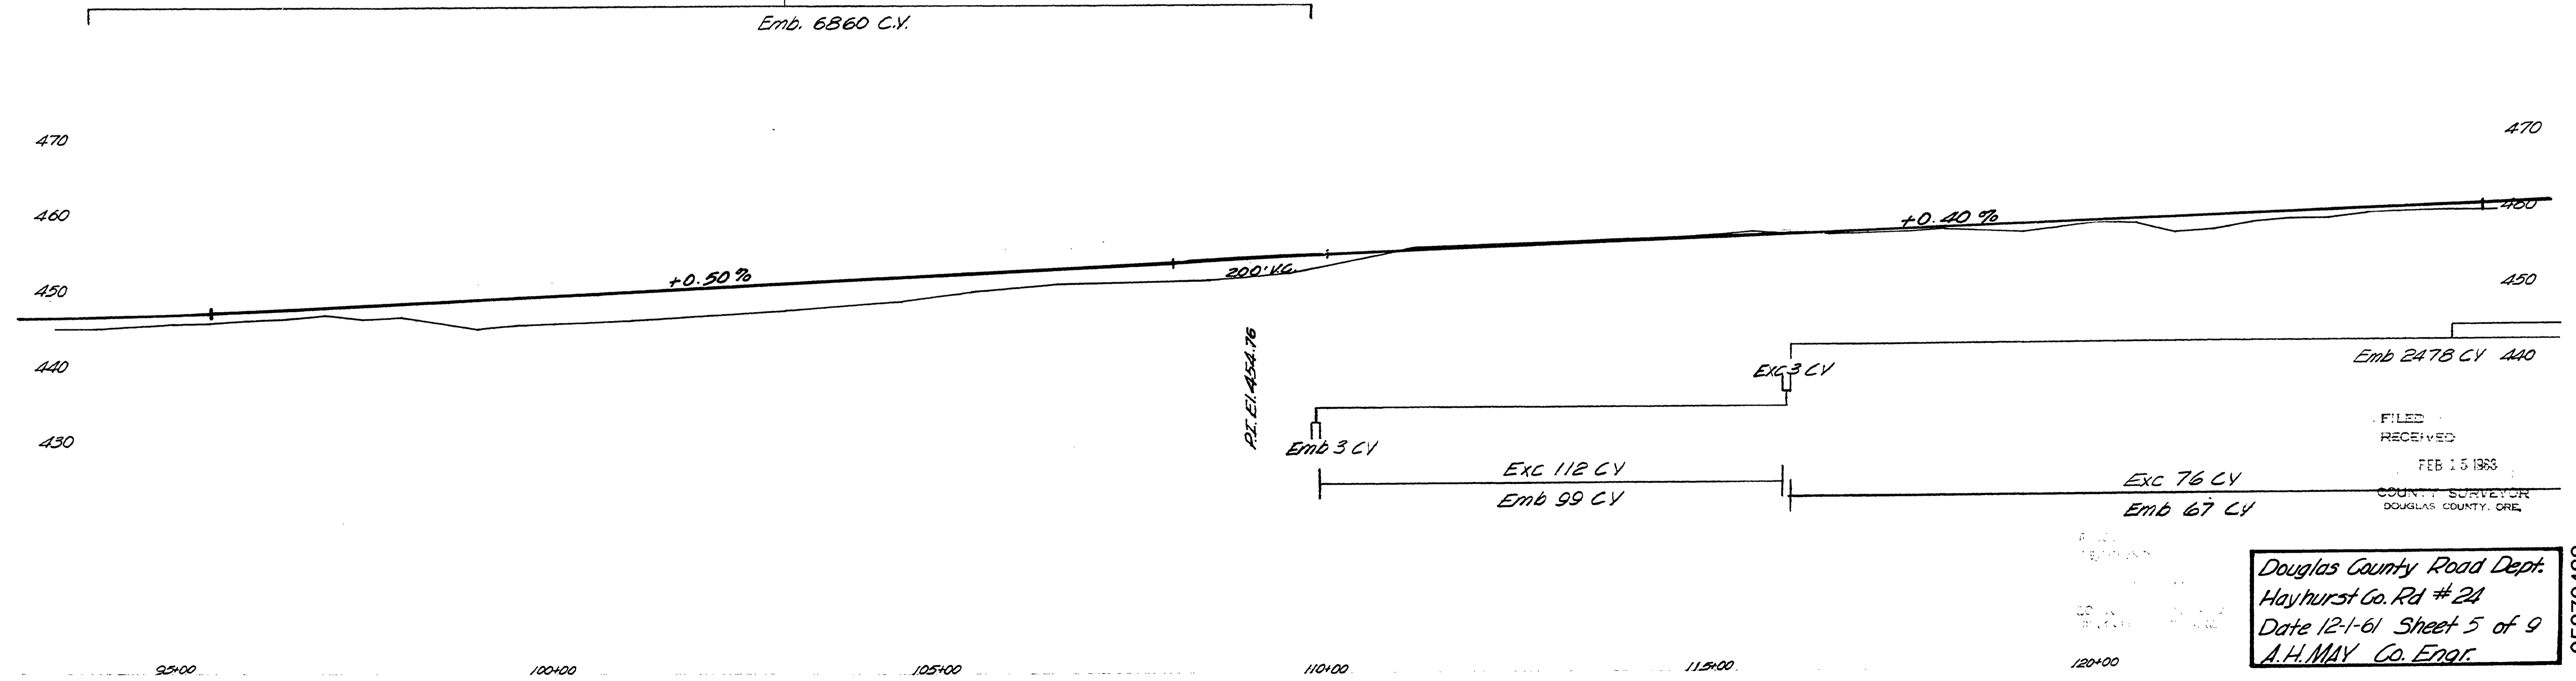 Emb. 6860 C.Y.
470
470
460
+0.40%
460
450
+0.50%
200' V.C.
450
440
P.I. El. 454.76
Exc 3 CY
Emb 2478 CY
440
430
Emb 3 CY
FILED
RECEIVED
FEB 15 1963
COUNTY SURVEYOR
DOUGLAS COUNTY, ORE.
Exc 112 CY
Emb 99 CY
Exc 76 CY
Emb 67 CY
Douglas County Road Dept.
Hayhurst Co. Rd #24
Date 12-1-61 Sheet 5 of 9
A.H. MAY Co. Engr.
95+00
100+00
105+00
110+00
115+00
120+00